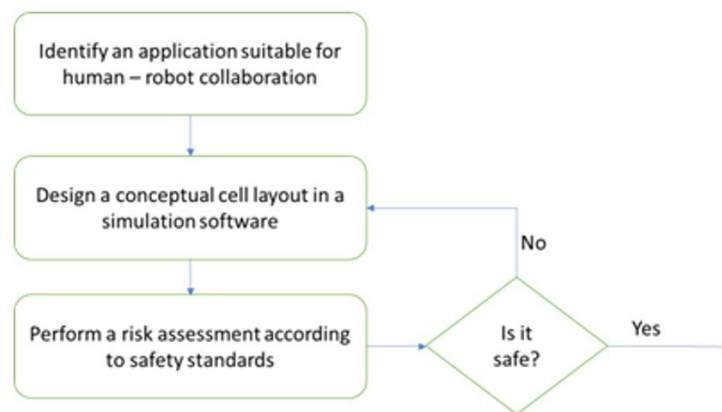 Identify an application suitable for
human – robot collaboration
Design a conceptual cell layout in a
simulation software
No
Perform a risk assessment according
to safety standards
Is it
safe?
Yes